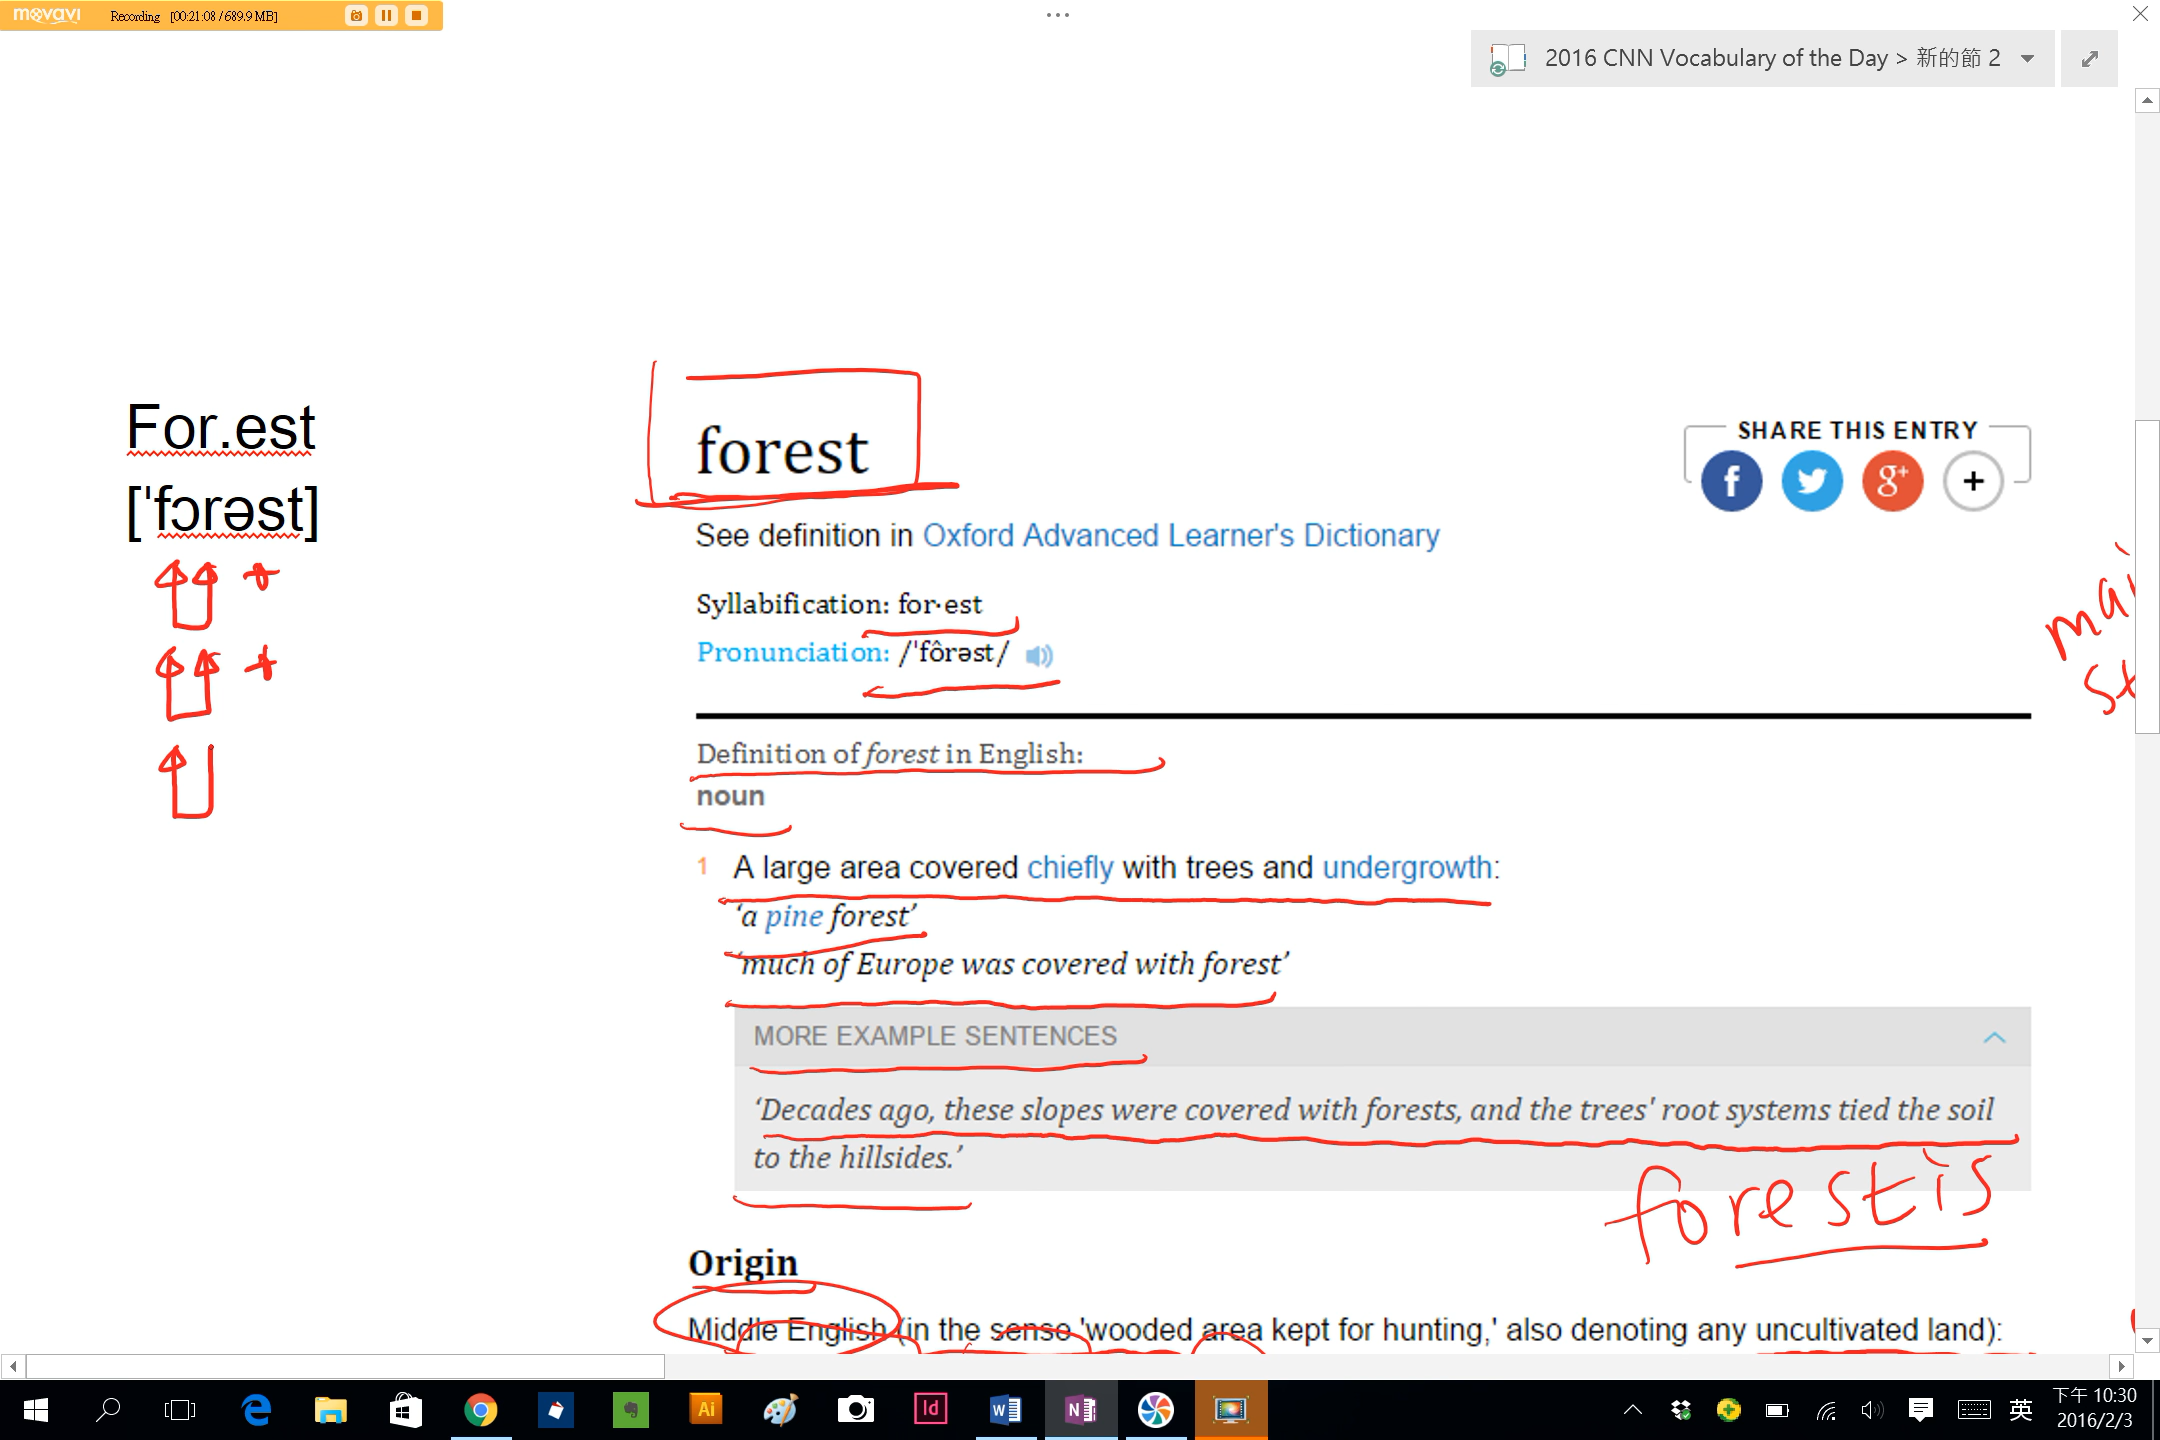 movavi Recording [00:21:08 / 689.9 MB]
2016 CNN Vocabulary of the Day > 新的節 2
For.est
['fɔrəst]
forest
SHARE THIS ENTRY
See definition in Oxford Advanced Learner's Dictionary
Syllabification: for·est
Pronunciation: /ˈfôrəst/
mai
st
Definition of forest in English:
noun
1 A large area covered chiefly with trees and undergrowth:
‘a pine forest’
‘much of Europe was covered with forest’
MORE EXAMPLE SENTENCES
‘Decades ago, these slopes were covered with forests, and the trees' root systems tied the soil
to the hillsides.’
forestis
Origin
Middle English (in the sense 'wooded area kept for hunting,' also denoting any uncultivated land):
英
下午 10:30
2016/2/3